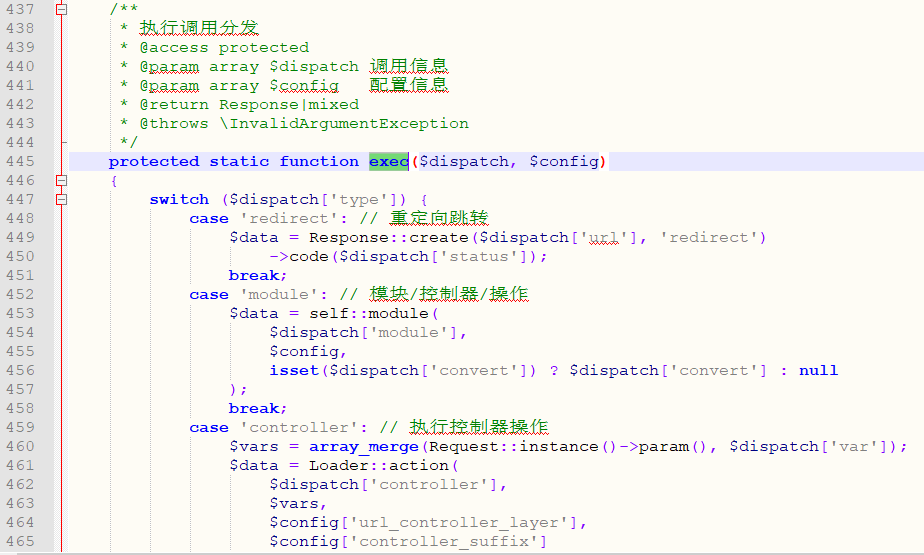 437 /**
438 * 执行调用分发
439 * @access protected
440 * @param array $dispatch 调用信息
441 * @param array $config 配置信息
442 * @return Response|mixed
443 * @throws \InvalidArgumentException
444 */
445 protected static function exec($dispatch, $config)
446 {
447 switch ($dispatch['type']) {
448 case 'redirect': // 重定向跳转
449 $data = Response::create($dispatch['url'], 'redirect')
450 ->code($dispatch['status']);
451 break;
452 case 'module': // 模块/控制器/操作
453 $data = self::module(
454 $dispatch['module'],
455 $config,
456 isset($dispatch['convert']) ? $dispatch['convert'] : null
457 );
458 break;
459 case 'controller': // 执行控制器操作
460 $vars = array_merge(Request::instance()->param(), $dispatch['var']);
461 $data = Loader::action(
462 $dispatch['controller'],
463 $vars,
464 $config['url_controller_layer'],
465 $config['controller_suffix']